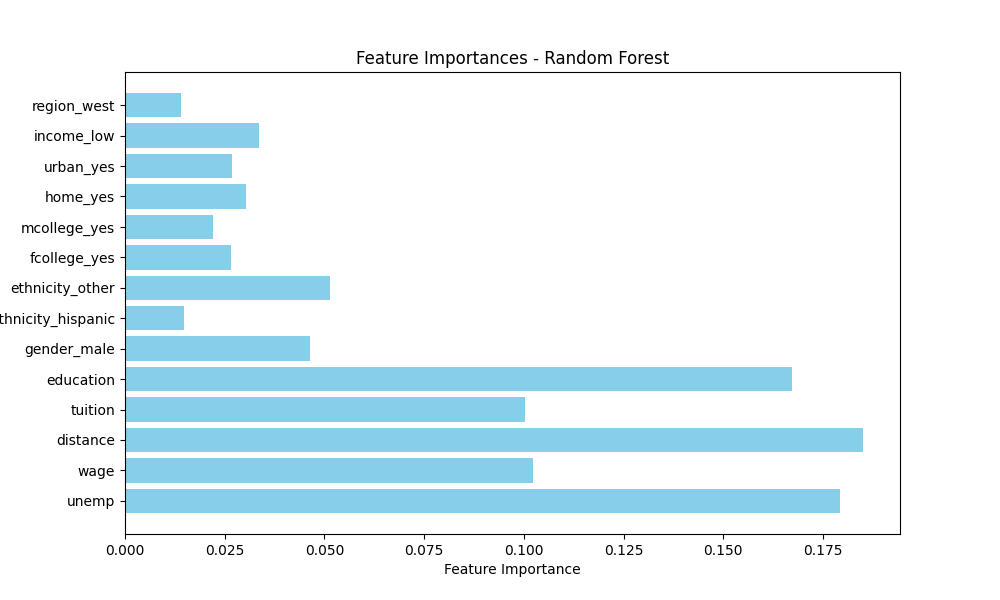 Feature Importances - Random Forest
region_west
income_low
urban_yes
home_yes
mcollege_yes
fcollege_yes
ethnicity_other
thnicity_hispanic
gender_male
education
tuition
distance
wage
unemp
0.000 0.025 0.050 0.075 0.100 0.125 0.150 0.175
Feature Importance